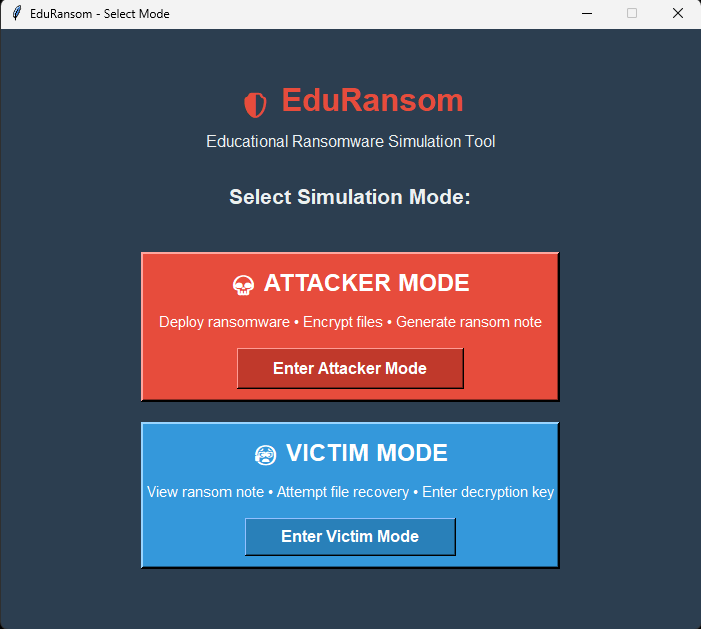 EduRansom - Select Mode
EduRansom
Educational Ransomware Simulation Tool
Select Simulation Mode:
ATTACKER MODE
Deploy ransomware • Encrypt files • Generate ransom note
Enter Attacker Mode
VICTIM MODE
View ransom note • Attempt file recovery • Enter decryption key
Enter Victim Mode